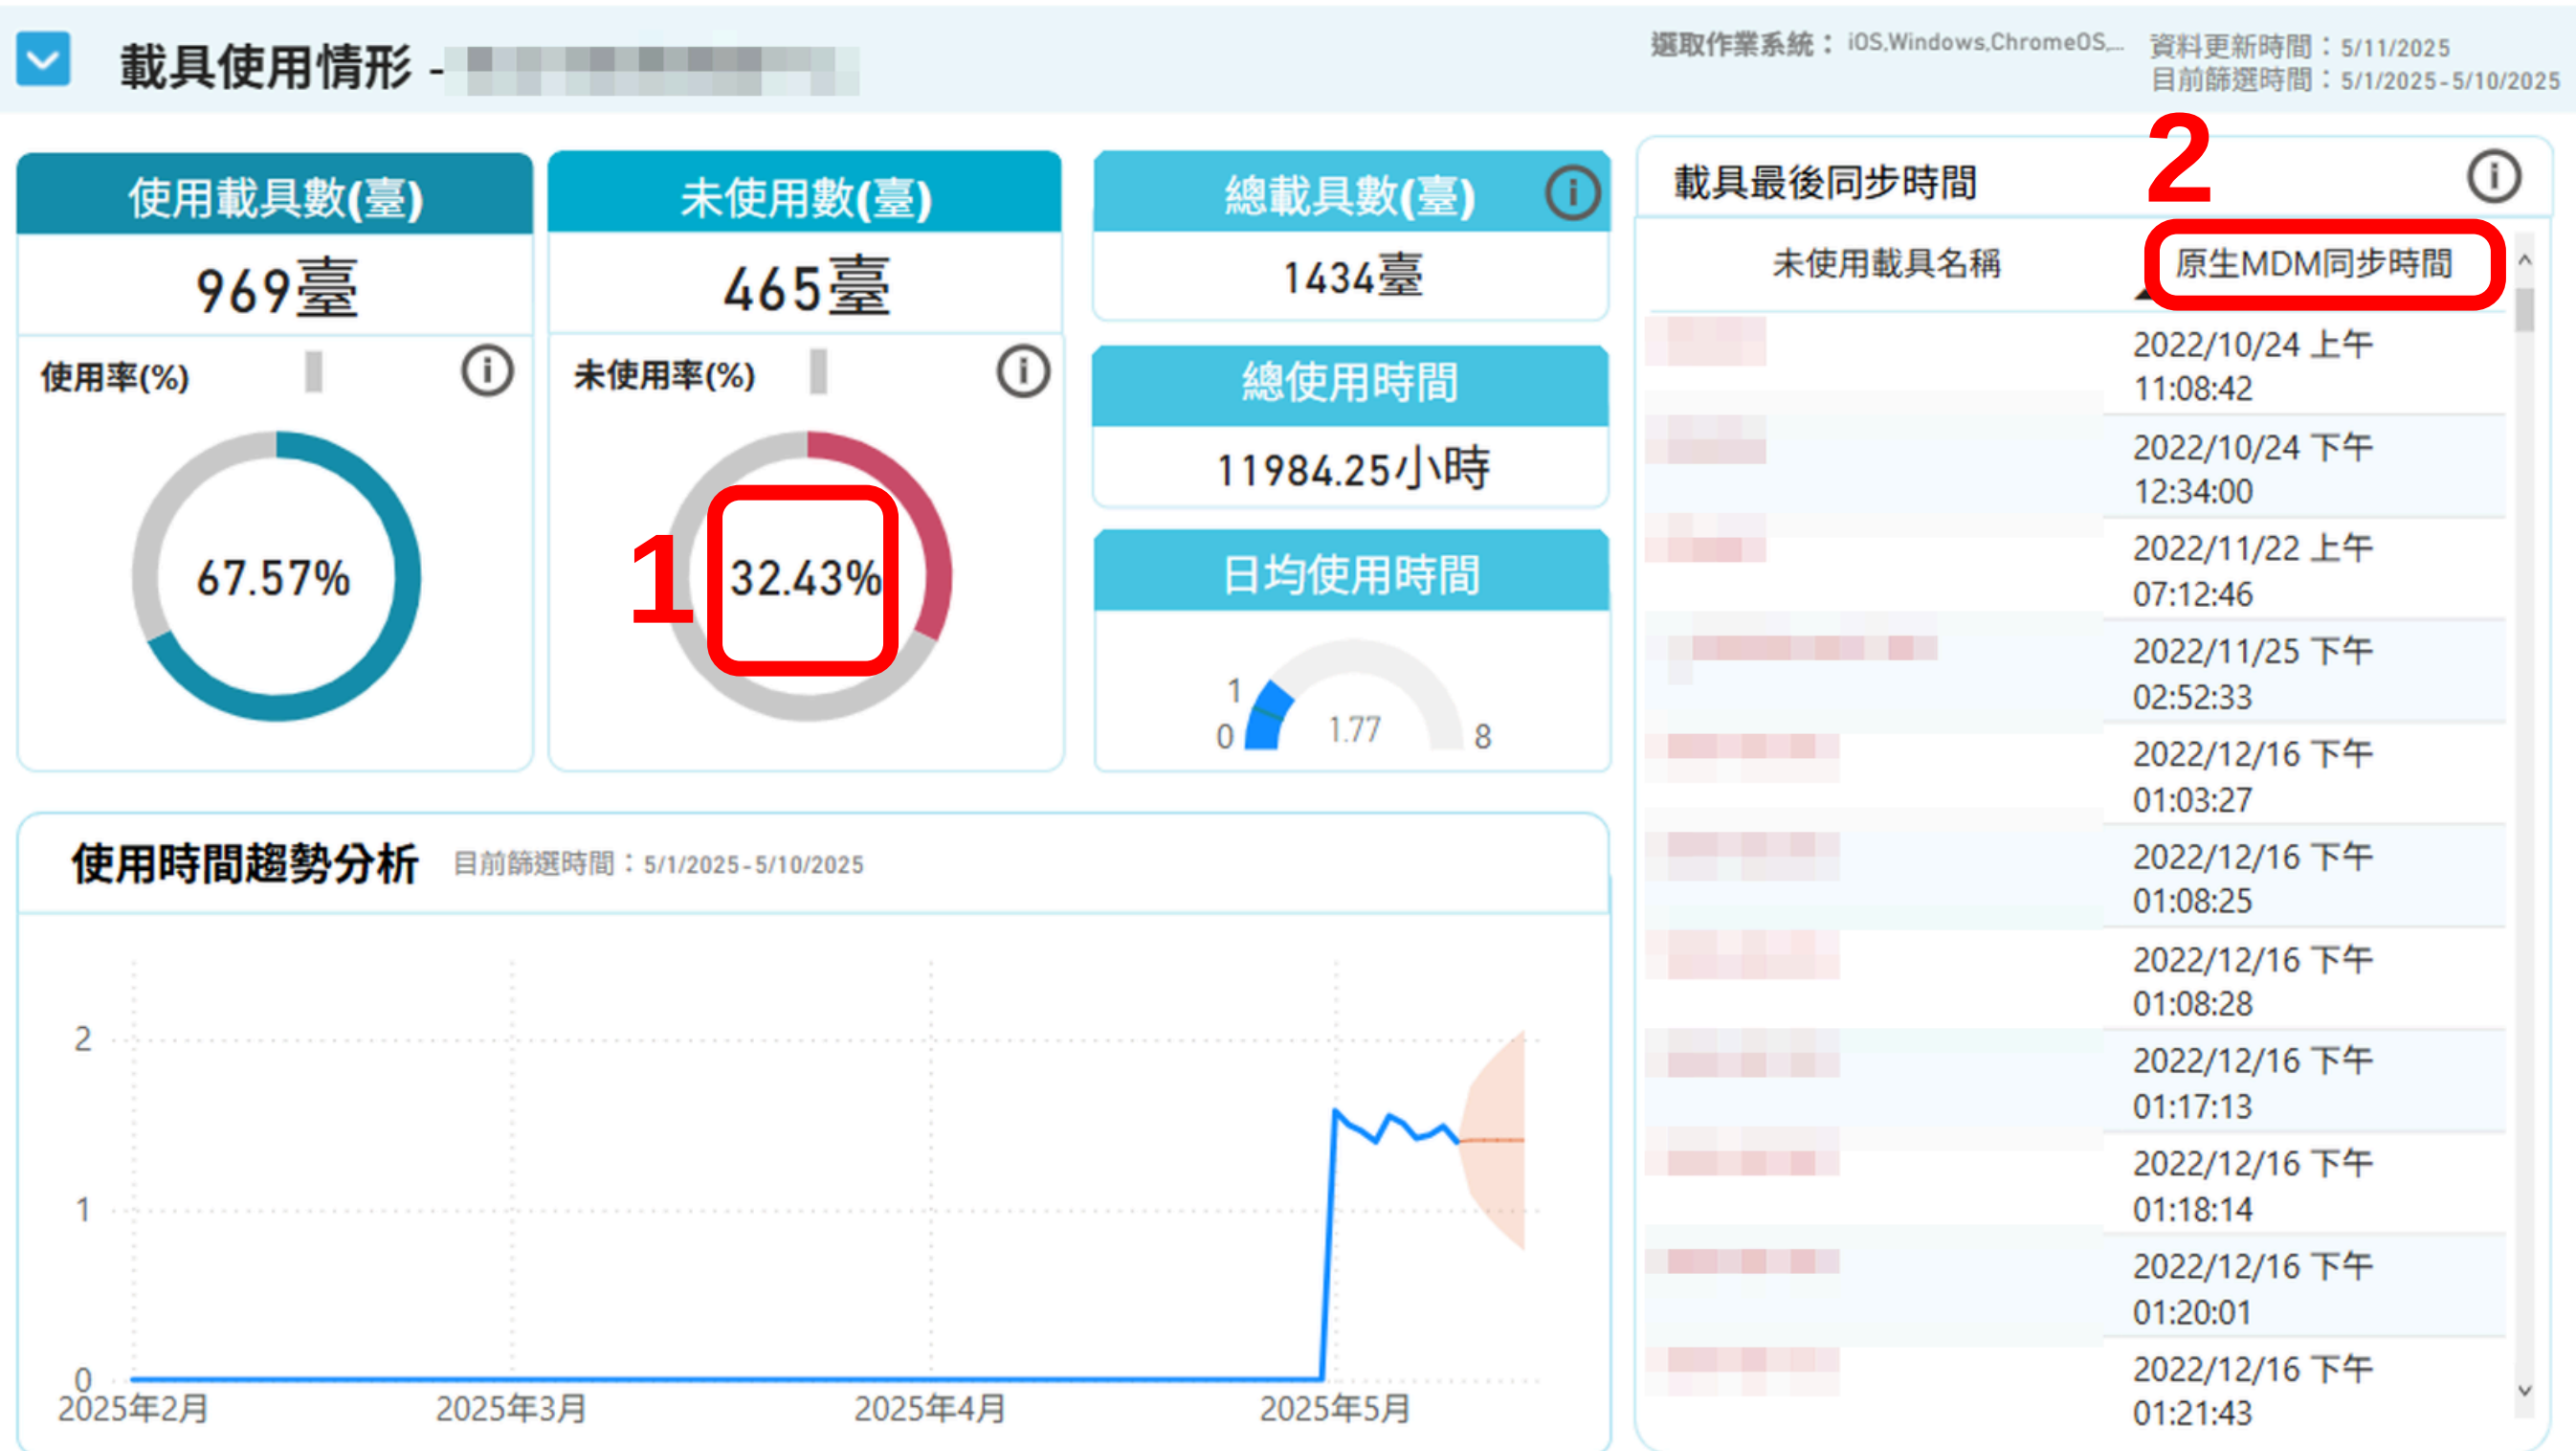 載具使用情形 -
選取作業系統： iOS,Windows,ChromeOS,...
資料更新時間：5/11/2025
目前篩選時間：5/1/2025-5/10/2025
使用載具數(臺)
969臺
使用率(%)
67.57%
未使用數(臺)
465臺
未使用率(%)
1
32.43%
總載具數(臺)
1434臺
總使用時間
11984.25小時
日均使用時間
1
0
1.77
8
使用時間趨勢分析
目前篩選時間：5/1/2025-5/10/2025
2
1
0
2025年2月
2025年3月
2025年4月
2025年5月
2
載具最後同步時間
未使用載具名稱
原生MDM同步時間
2022/10/24 上午
11:08:42
2022/10/24 下午
12:34:00
2022/11/22 上午
07:12:46
2022/11/25 下午
02:52:33
2022/12/16 下午
01:03:27
2022/12/16 下午
01:08:25
2022/12/16 下午
01:08:28
2022/12/16 下午
01:17:13
2022/12/16 下午
01:18:14
2022/12/16 下午
01:20:01
2022/12/16 下午
01:21:43